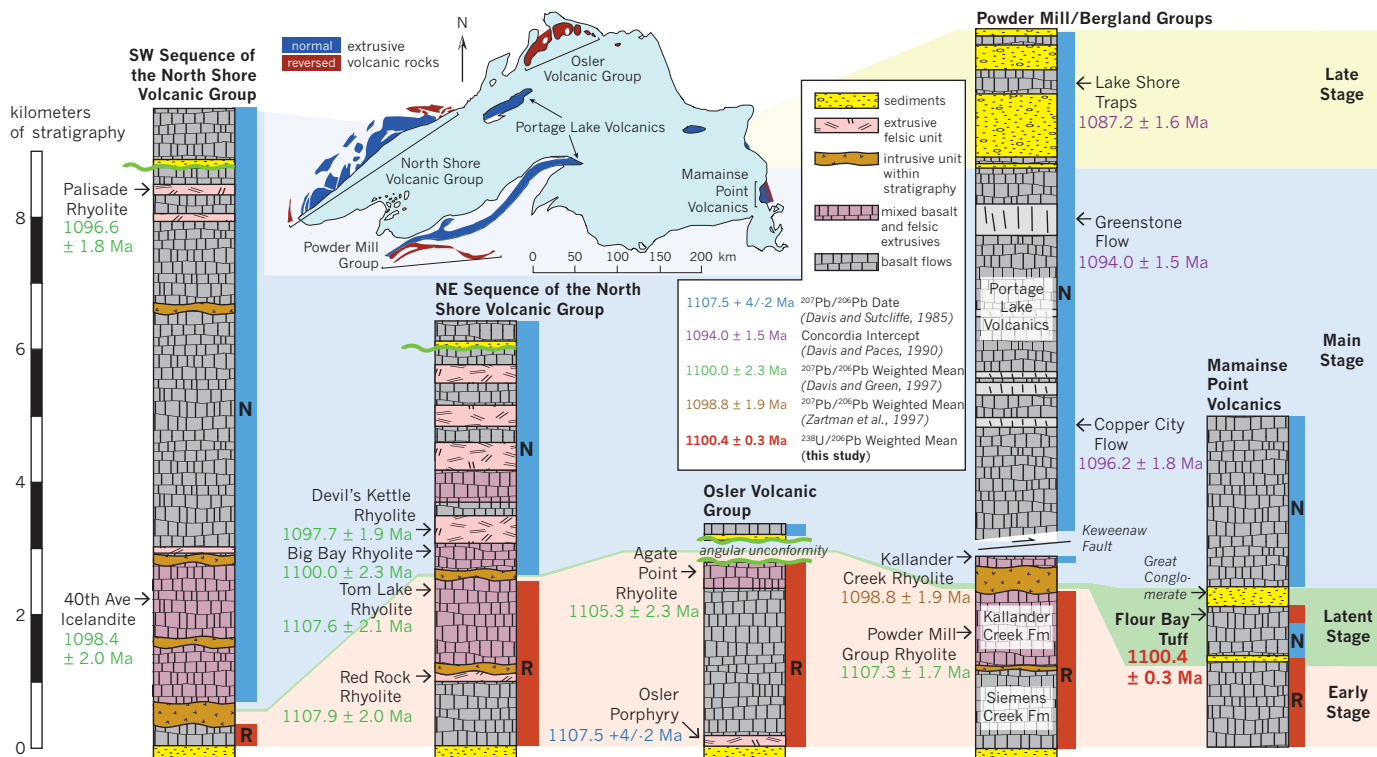 SW Sequence of
the North Shore
Volcanic Group
kilometers
of stratigraphy
8
6
4
2
0
Palisade
Rhyolite
1096.6
± 1.8 Ma
40th Ave
Icelandite
1098.4
± 2.0 Ma
N
R
normal extrusive
reversed volcanic rocks
N
Osler
Volcanic Group
Portage Lake Volcanics
North Shore
Volcanic Group
Mamainse
Point
Volcanics
Powder Mill
Group
0 50 100 150 200 km
NE Sequence of the North
Shore Volcanic Group
Devil's Kettle
Rhyolite
1097.7 ± 1.9 Ma
Big Bay Rhyolite
1100.0 ± 2.3 Ma
Tom Lake
Rhyolite
1107.6 ± 2.1 Ma
Red Rock
Rhyolite
1107.9 ± 2.0 Ma
N
R
sediments
extrusive
felsic unit
intrusive unit
within
stratigraphy
mixed basalt
and felsic
extrusives
basalt flows
1107.5 + 4/-2 Ma ²⁰⁷Pb/²⁰⁶Pb Date
(Davis and Sutcliffe, 1985)
1094.0 ± 1.5 Ma Concordia Intercept
(Davis and Paces, 1990)
1100.0 ± 2.3 Ma ²⁰⁷Pb/²⁰⁶Pb Weighted Mean
(Davis and Green, 1997)
1098.8 ± 1.9 Ma ²⁰⁷Pb/²⁰⁶Pb Weighted Mean
(Zartman et al., 1997)
1100.4 ± 0.3 Ma ²³⁸U/²⁰⁶Pb Weighted Mean
(this study)
Osler Volcanic
Group
angular unconformity
Agate
Point
Rhyolite
1105.3 ± 2.3 Ma
Osler
Porphyry
1107.5 +4/-2 Ma
R
Powder Mill/Bergland Groups
Lake Shore
Traps
1087.2 ± 1.6 Ma
Greenstone
Flow
1094.0 ± 1.5 Ma
Portage
Lake
Volcanics
N
Copper City
Flow
1096.2 ± 1.8 Ma
Keweenaw
Fault
Kallander
Creek Rhyolite
1098.8 ± 1.9 Ma
Kallander
Creek Fm
Powder Mill
Group Rhyolite
1107.3 ± 1.7 Ma
Siemens
Creek Fm
R
Mamainse
Point
Volcanics
N
Great
Conglo-
merate
Flour Bay
Tuff
1100.4
± 0.3 Ma
N
R
Late
Stage
Main
Stage
Latent
Stage
Early
Stage